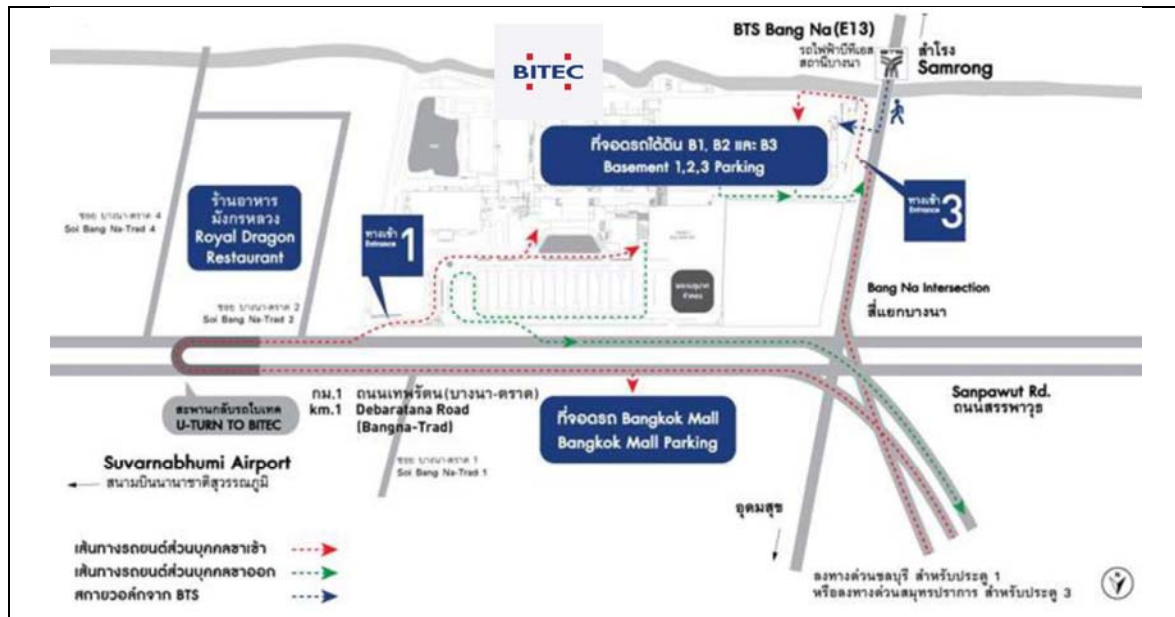 BITEC
BTS Bang Na (E13)
รถไฟฟ้าบีทีเอส
สถานีบางนา
สำโรง
Samrong
ที่จอดรถใต้ดิน B1, B2 และ B3
Basement 1,2,3 Parking
ทางเข้า
Entrance
3
ร้านอาหาร
มังกรหลวง
Royal Dragon
Restaurant
ซอย บางนา-ตราด 4
Soi Bang Na-Trad 4
ทางเข้า
Entrance
1
ซอย บางนา-ตราด 2
Soi Bang Na-Trad 2
Bang Na Intersection
สี่แยกบางนา
สะพานกลับรถไบเทค
U-TURN TO BITEC
กม.1 ถนนเทพรัตน(บางนา-ตราด)
km.1 Debaratana Road
(Bangna-Trad)
ที่จอดรถ Bangkok Mall
Bangkok Mall Parking
Sanpawut Rd.
ถนนสรรพาวุธ
Suvarnabhumi Airport
สนามบินนานาชาติสุวรรณภูมิ
ซอย บางนา-ตราด 1
Soi Bang Na-Trad 1
อุดมสุข
เส้นทางรถยนต์ส่วนบุคคลขาเข้า
เส้นทางรถยนต์ส่วนบุคคลขาออก
สกายวอล์กจาก BTS
ลงทางด่วนชลบุรี สำหรับประตู 1
หรือลงทางด่วนสมุทรปราการ สำหรับประตู 3